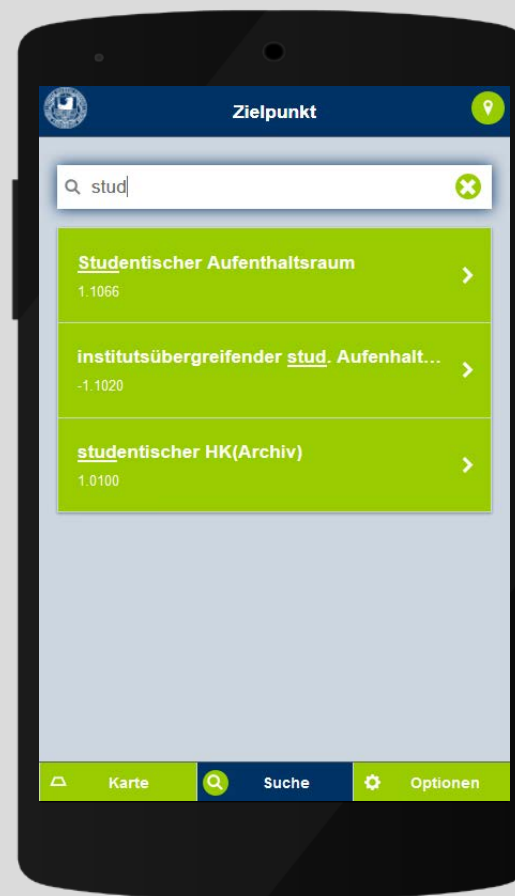 Zielpunkt
stud
Studentischer Aufenthaltsraum
1.1066
institutsübergreifender stud. Aufenhalt...
-1.1020
studentischer HK(Archiv)
1.0100
Karte
Suche
Optionen